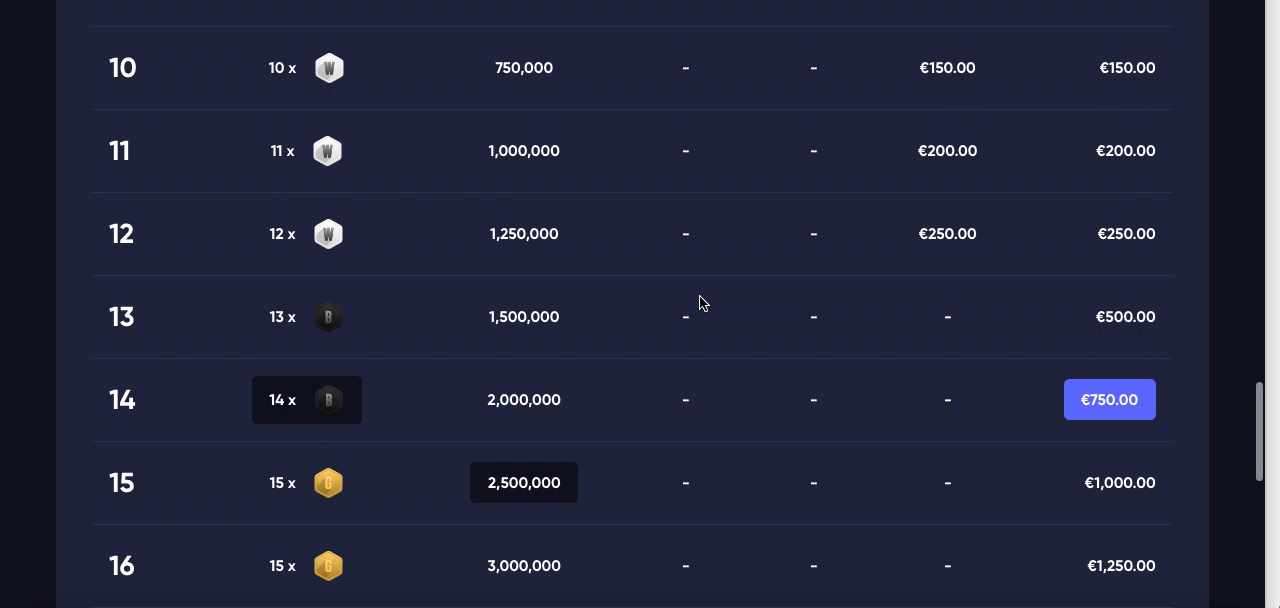 10 10 x W 750,000 - - €150.00 €150.00
11 11 x W 1,000,000 - - €200.00 €200.00
12 12 x W 1,250,000 - - €250.00 €250.00
13 13 x B 1,500,000 - - - €500.00
14 14 x B 2,000,000 - - - €750.00
15 15 x G 2,500,000 - - - €1,000.00
16 15 x G 3,000,000 - - - €1,250.00